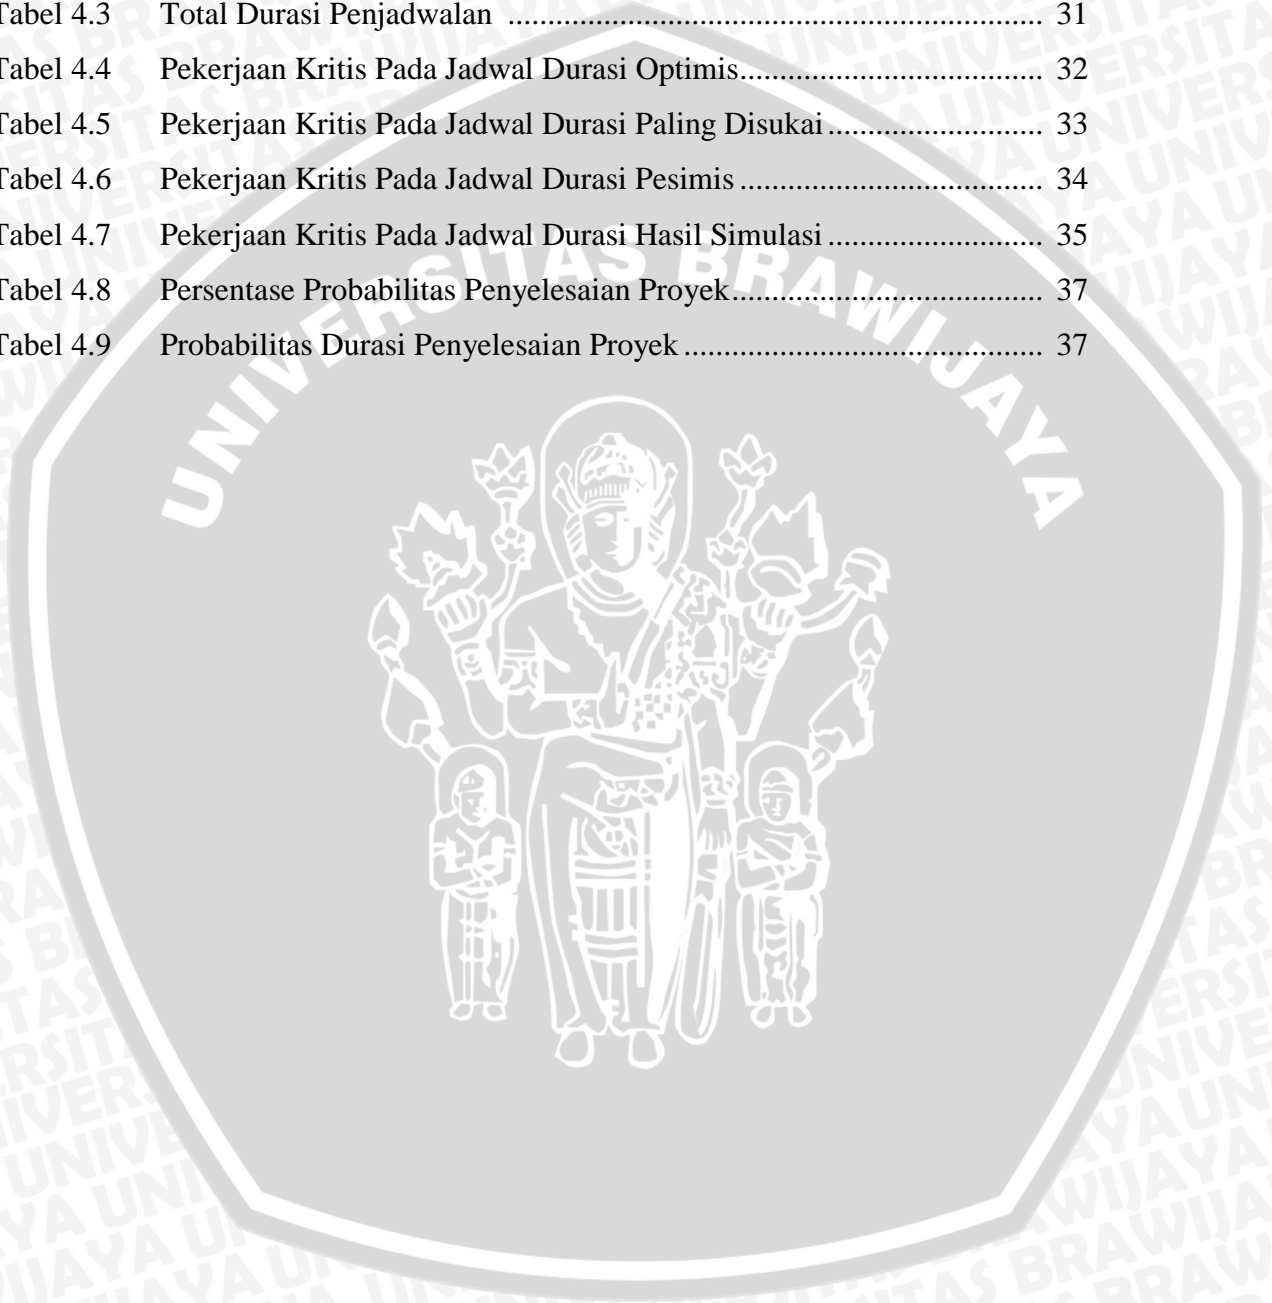 Tabel 4.3 Total Durasi Penjadwalan ..................................................................... 31
Tabel 4.4 Pekerjaan Kritis Pada Jadwal Durasi Optimis....................................... 32
Tabel 4.5 Pekerjaan Kritis Pada Jadwal Durasi Paling Disukai ............................ 33
Tabel 4.6 Pekerjaan Kritis Pada Jadwal Durasi Pesimis ....................................... 34
Tabel 4.7 Pekerjaan Kritis Pada Jadwal Durasi Hasil Simulasi ............................ 35
Tabel 4.8 Persentase Probabilitas Penyelesaian Proyek........................................ 37
Tabel 4.9 Probabilitas Durasi Penyelesaian Proyek .............................................. 37
UNIVERSITAS BRAWIJAYA